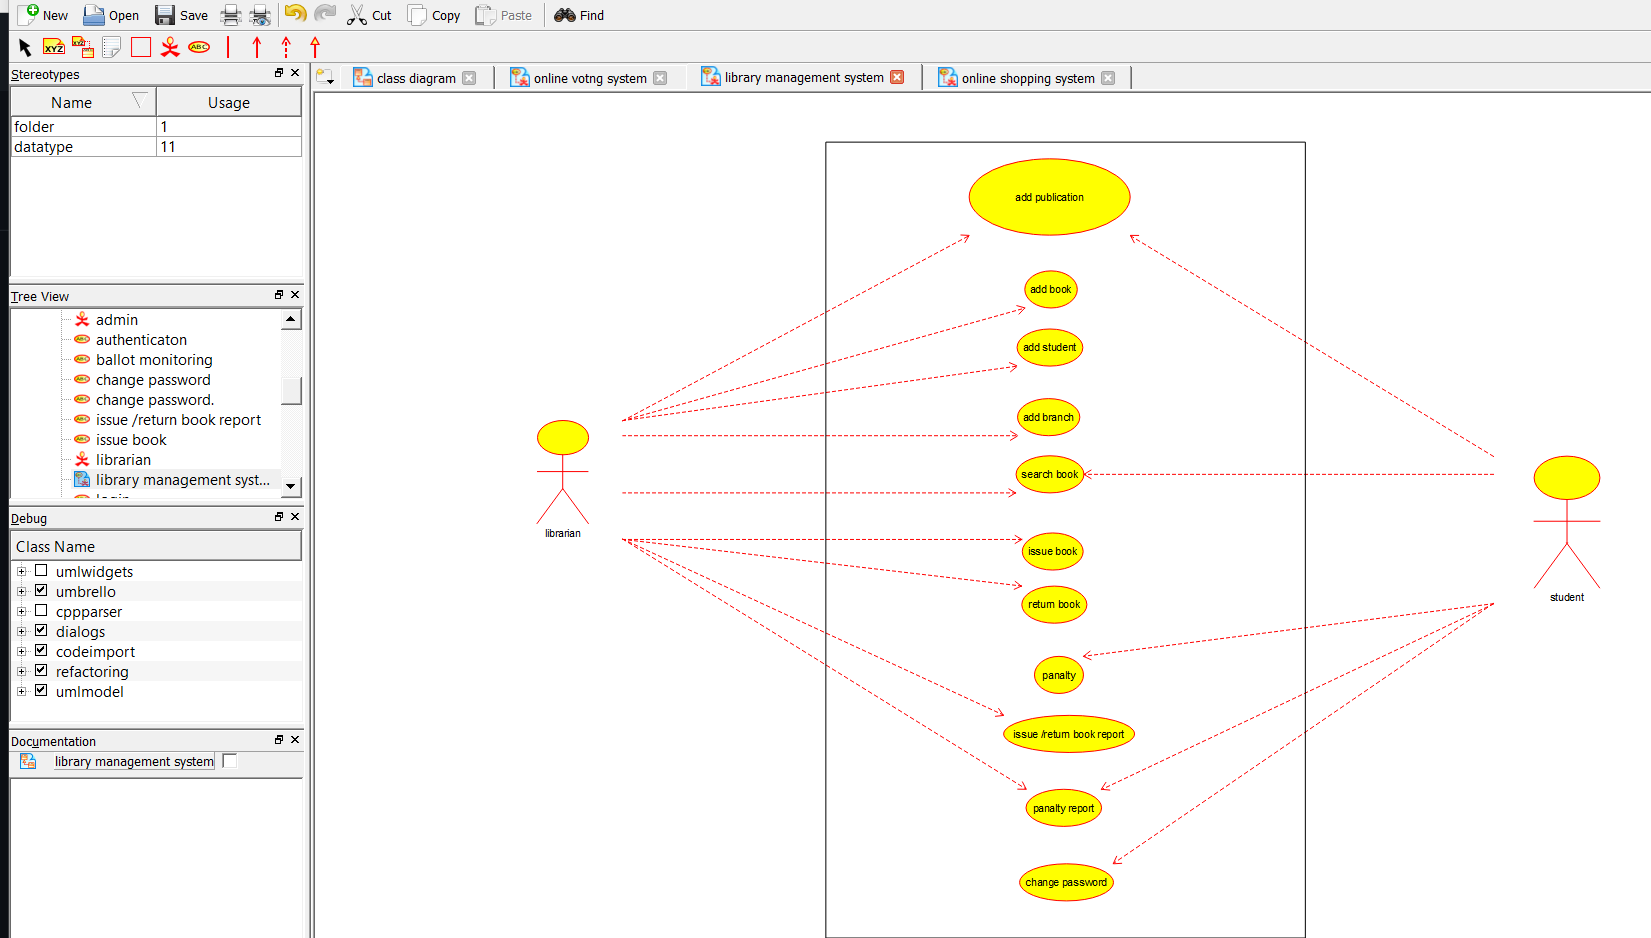 New Open Save Cut Copy Paste Find
XYZ XYZ ABC
Stereotypes
Name Usage
folder 1
datatype 11
Tree View
admin
authenticaton
ballot monitoring
change password
change password.
issue /return book report
issue book
librarian
library management syst...
Debug
Class Name
umlwidgets
umbrello
cppparser
dialogs
codeimport
refactoring
umlmodel
Documentation
library management system
class diagram online votng system library management system online shopping system
add publication
add book
add student
add branch
search book
issue book
return book
panalty
issue /return book report
panalty report
change password
librarian
student